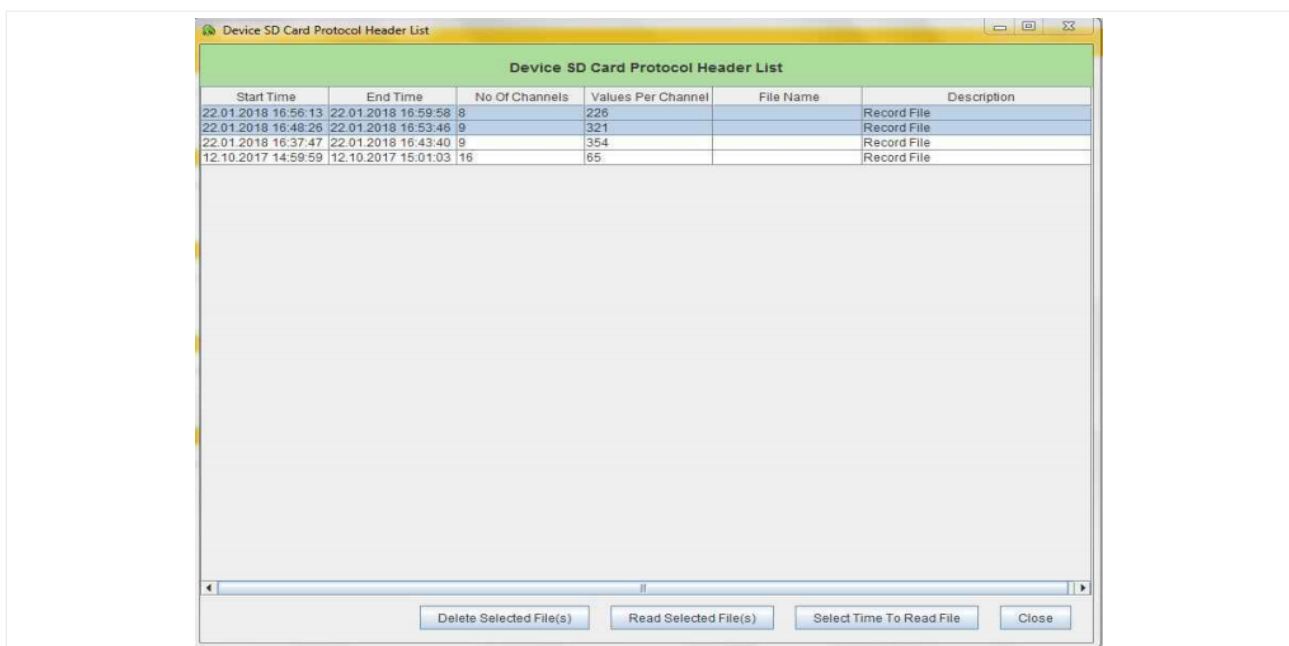 Device SD Card Protocol Header List
Device SD Card Protocol Header List
Start Time End Time No Of Channels Values Per Channel File Name Description
22.01.2018 16:56:13 22.01.2018 16:59:58 8 226 Record File
22.01.2018 16:48:26 22.01.2018 16:53:46 9 321 Record File
22.01.2018 16:37:47 22.01.2018 16:43:40 9 354 Record File
12.10.2017 14:59:59 12.10.2017 15:01:03 16 65 Record File
Delete Selected File(s) Read Selected File(s) Select Time To Read File Close